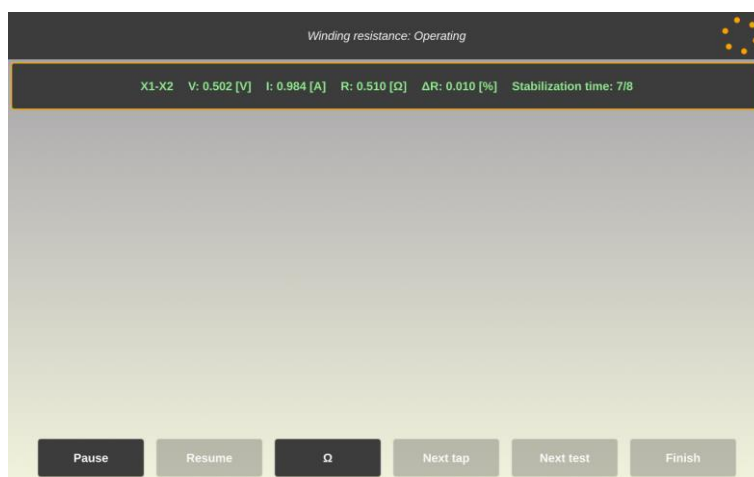 Winding resistance: Operating
X1-X2 V: 0.502 [V] I: 0.984 [A] R: 0.510 [Ω] ΔR: 0.010 [%] Stabilization time: 7/8
Pause Resume Ω Next tap Next test Finish